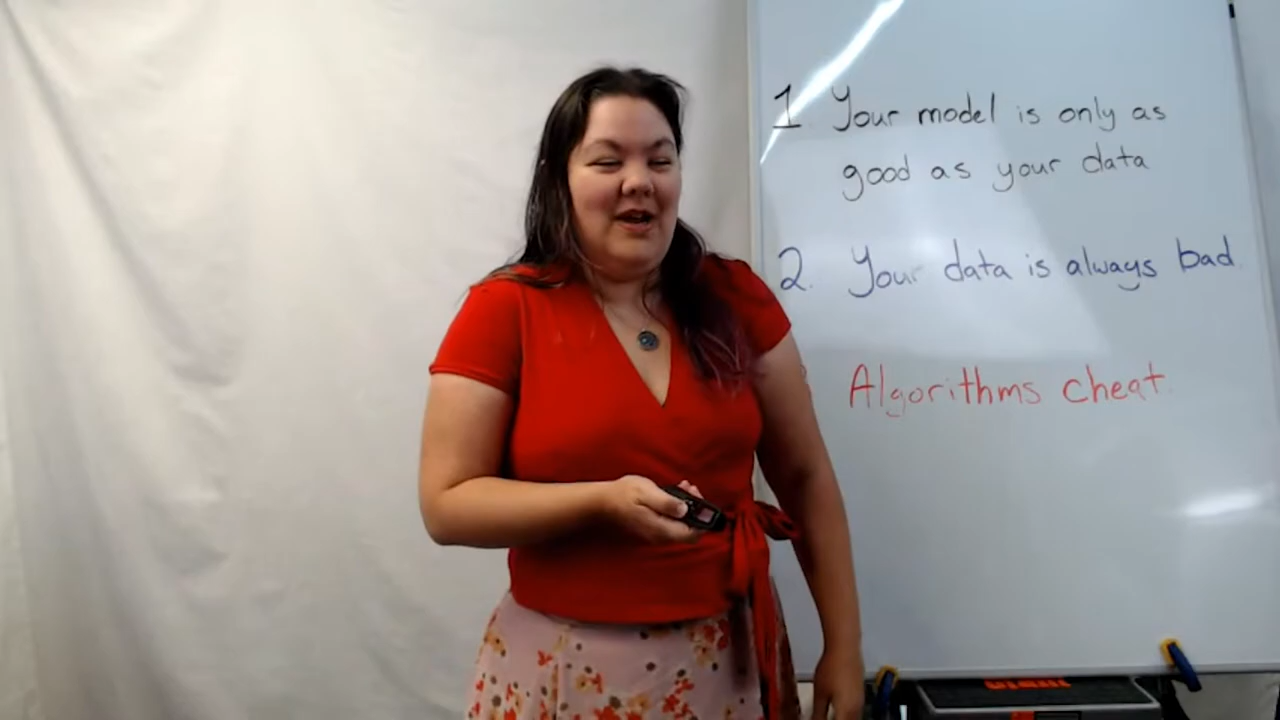 1. Your model is only as
good as your data
2. Your data is always bad.
Algorithms cheat.